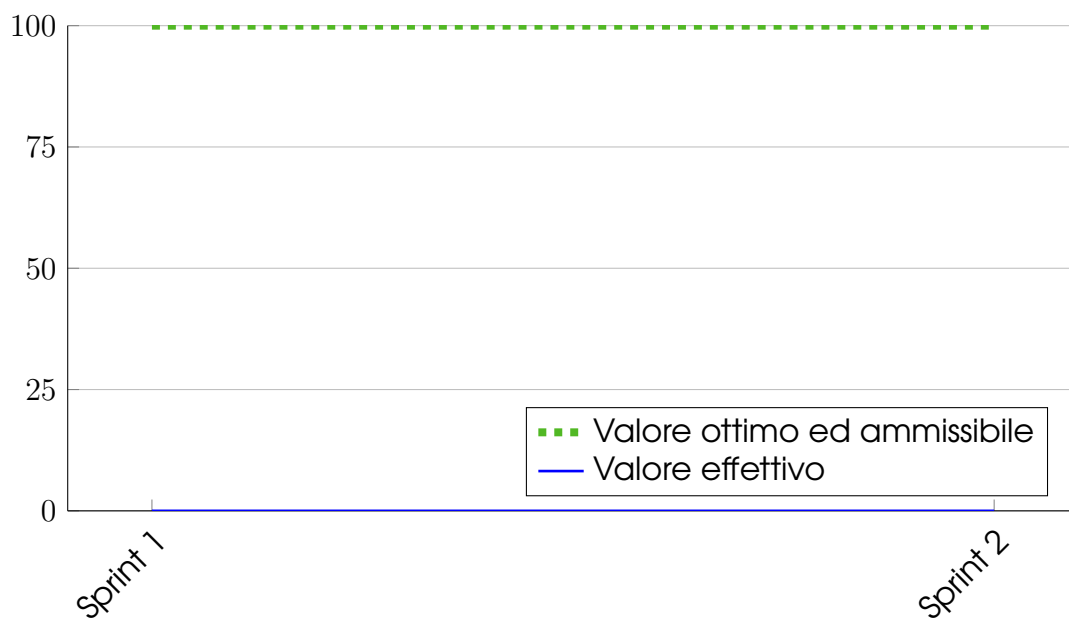 100
75
50
25
0
Valore ottimo ed ammissibile
Valore effettivo
Sprint 1
Sprint 2